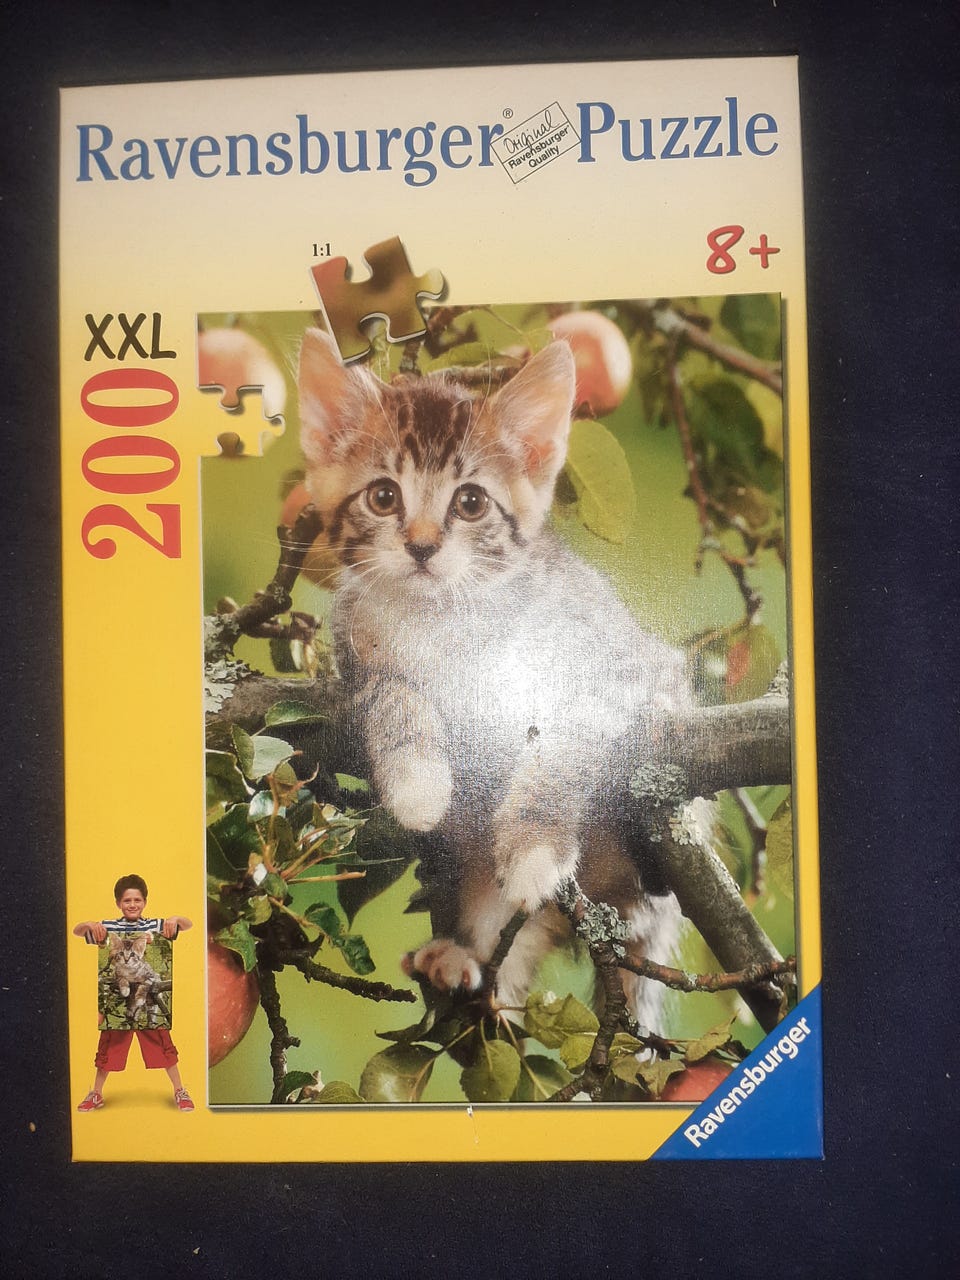 Ravensburger® Puzzle
Original
Ravensburger
Quality
1:1
8+
XXL
200
Ravensburger